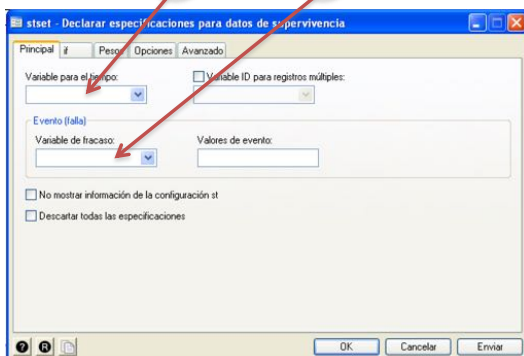 stset - Declarar especificaciones para datos de supervivencia
Principal if Pesos Opciones Avanzado
Variable para el tiempo: Variable ID para registros múltiples:
Evento (falla)
Variable de fracaso: Valores de evento:
No mostrar información de la configuración st
Descartar todas las especificaciones
? R OK Cancelar Enviar